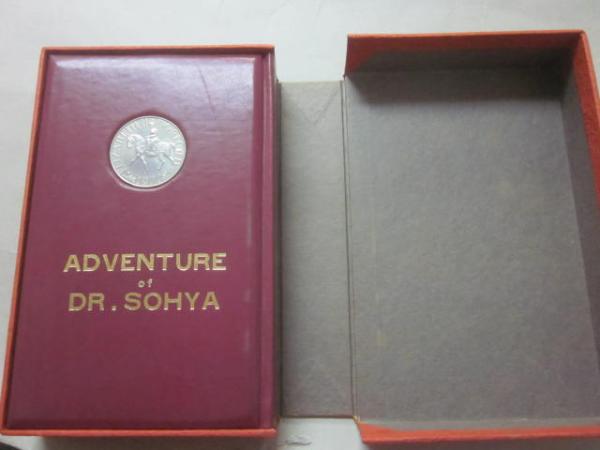 ADVENTURE
of
DR. SOHYA